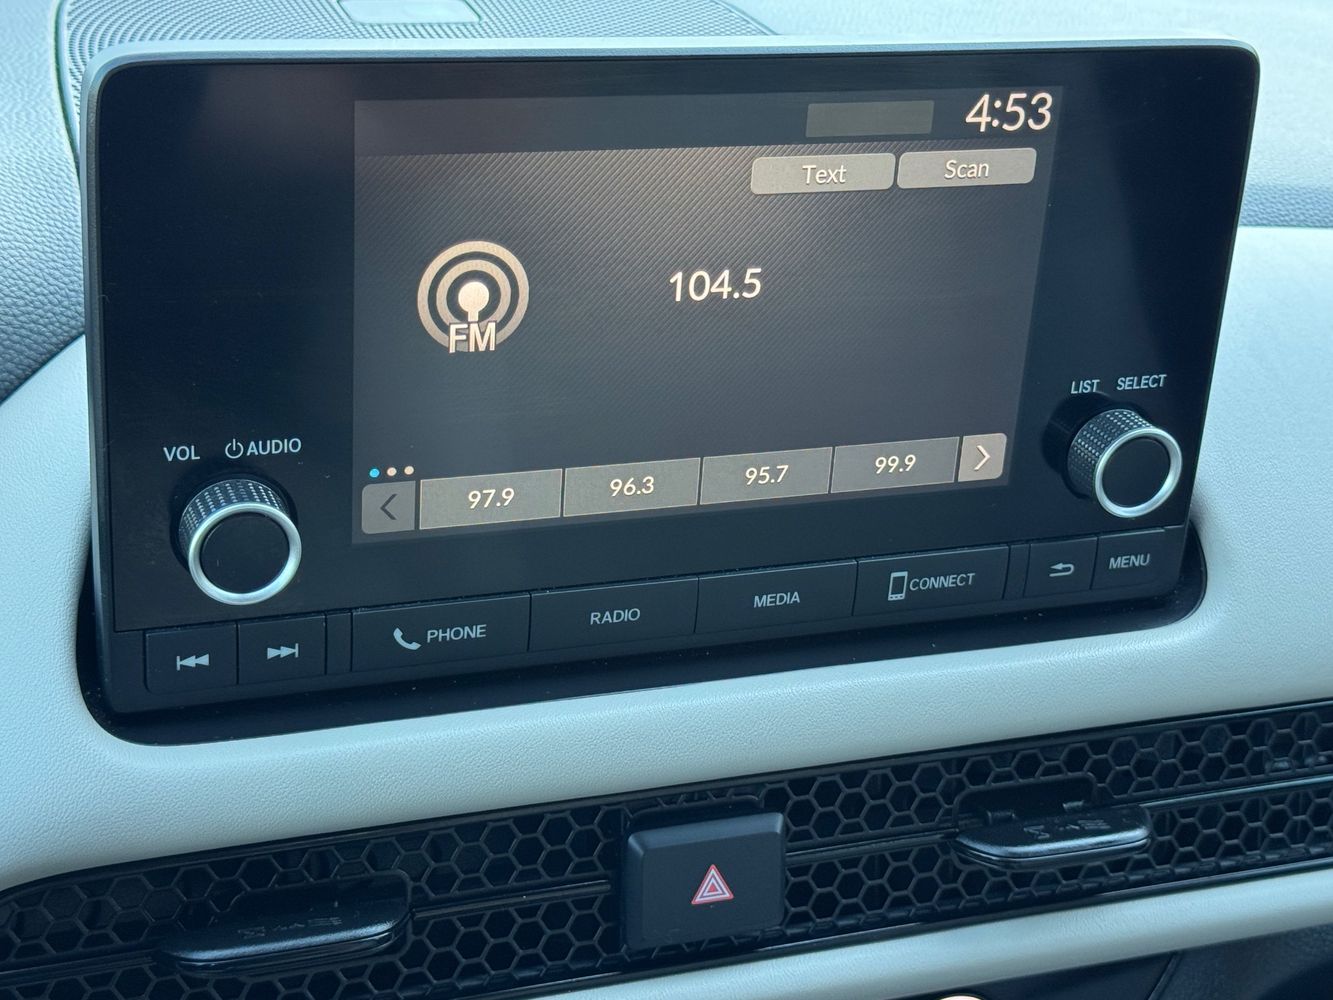 4:53
Text Scan
104.5
FM
LIST SELECT
VOL AUDIO
97.9 96.3 95.7 99.9
PHONE RADIO MEDIA CONNECT MENU